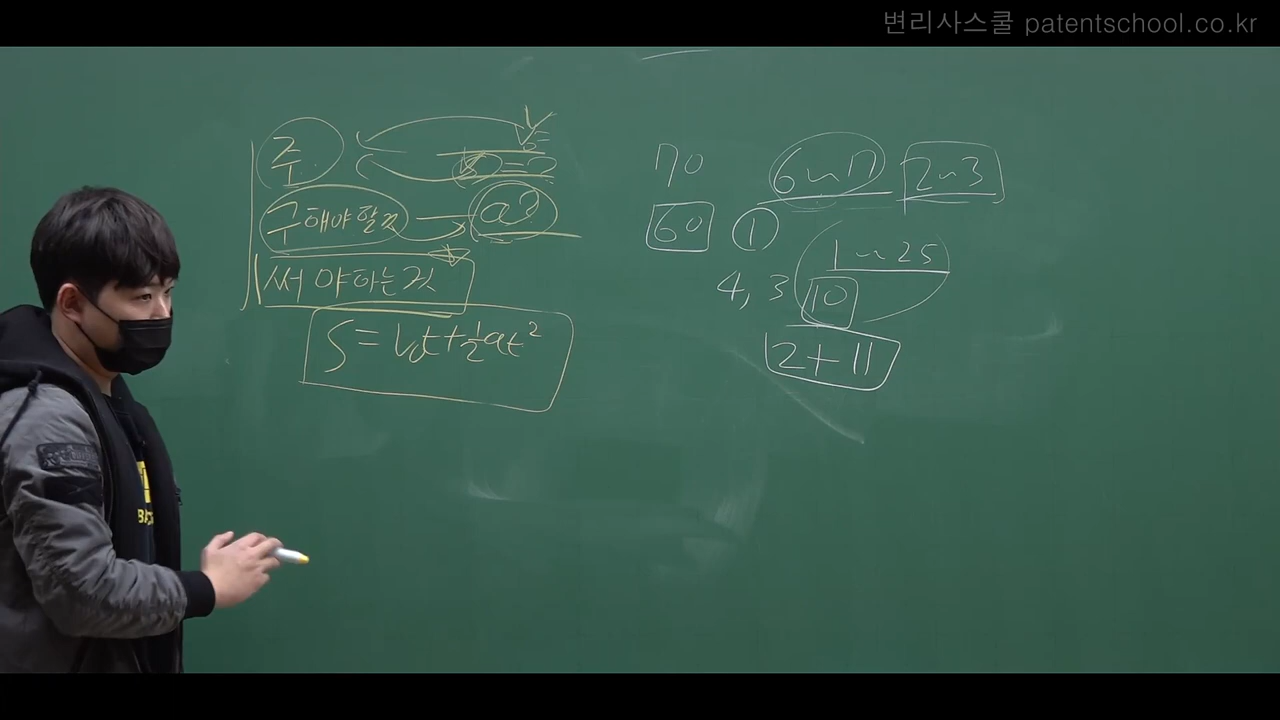 변리사스쿨 patentschool.co.kr
주
구해야할것 a?
써야하는것
S = V₀t + ½at²
70 6~17 2~3
60 1
1~25
4, 3 10
2+11